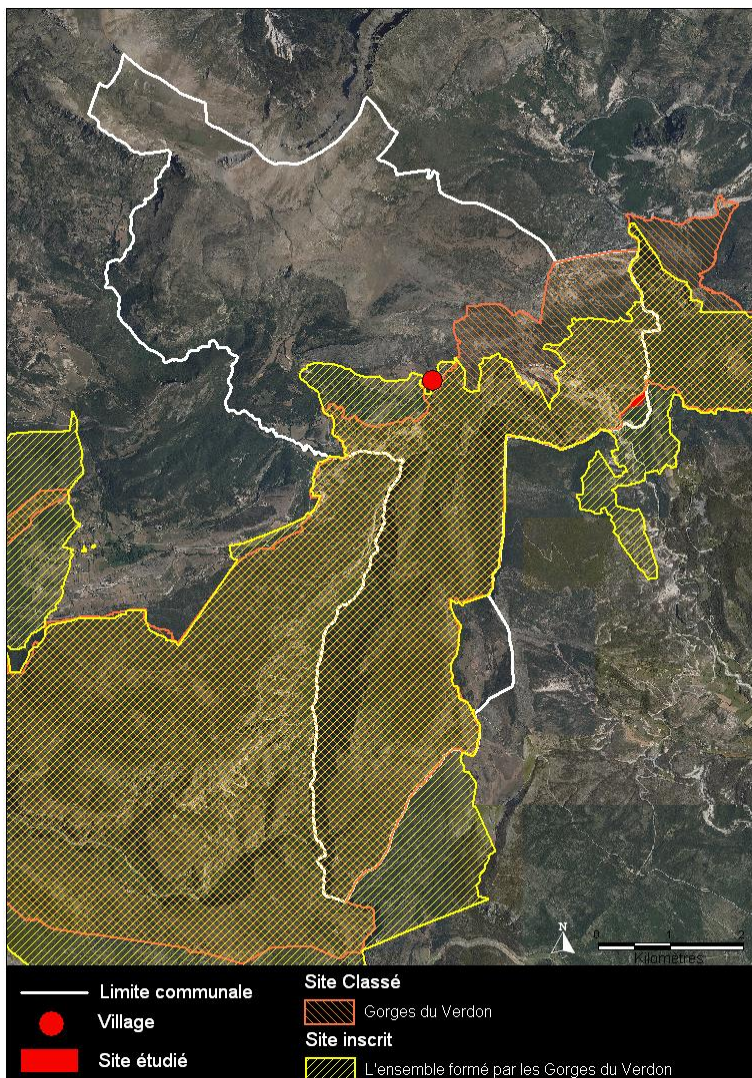 N
0 1 2
Kilomètres
Limite communale
Village
Site étudié
Site Classé
Gorges du Verdon
Site inscrit
L'ensemble formé par les Gorges du Verdon